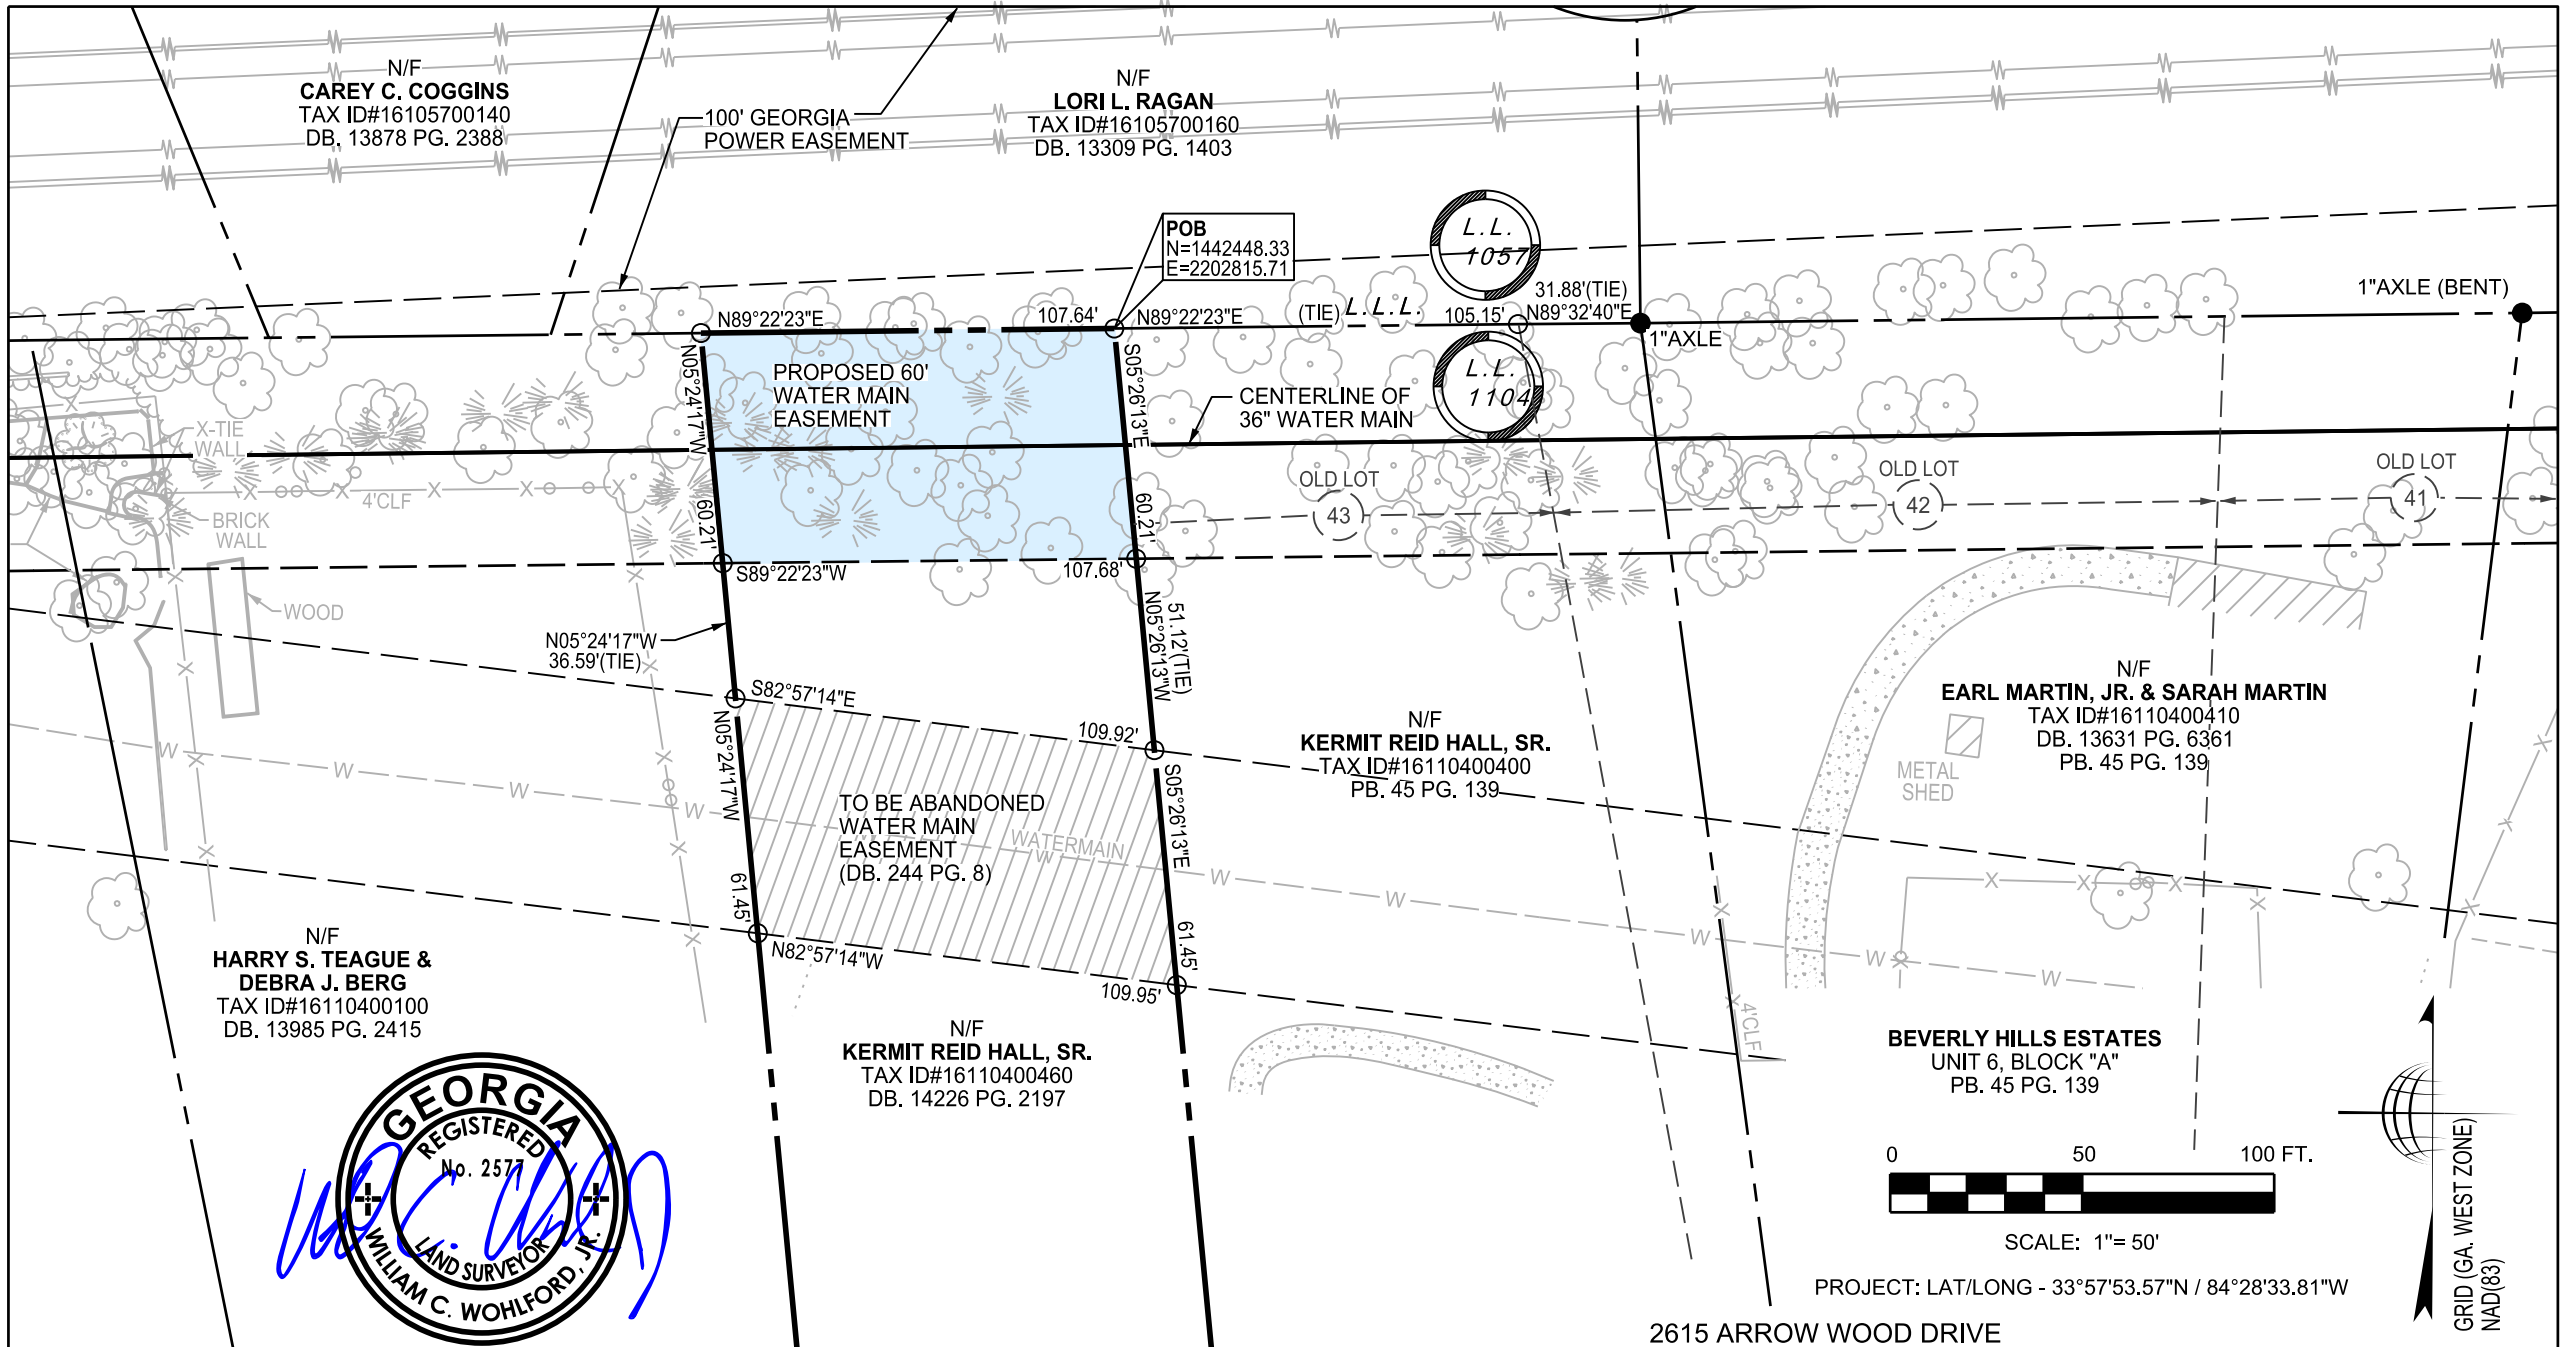 N/F
CAREY C. COGGINS
TAX ID#16105700140
DB. 13878 PG. 2388
100' GEORGIA
POWER EASEMENT
N/F
LORI L. RAGAN
TAX ID#16105700160
DB. 13309 PG. 1403
POB
N=1442448.33
E=2202815.71
L.L.
1057
31.88'(TIE)
N89°32'40"E
1"AXLE (BENT)
N89°22'23"E
107.64'
N89°22'23"E
(TIE)
L.L.L.
105.15'
1"AXLE
L.L.
1104
PROPOSED 60'
WATER MAIN
EASEMENT
N05°24'17"W
60.21'
S05°26'13"E
60.21'
CENTERLINE OF
36" WATER MAIN
X-TIE
WALL
4'CLF
BRICK
WALL
WOOD
OLD LOT
43
OLD LOT
42
OLD LOT
41
S89°22'23"W
107.68'
N05°24'17"W
36.59'(TIE)
51.12'(TIE)
N05°26'13"W
S82°57'14"E
109.92'
N05°24'17"W
61.45'
S05°26'13"E
61.45'
TO BE ABANDONED
WATER MAIN
EASEMENT
(DB. 244 PG. 8)
WATERMAIN
N82°57'14"W
109.95'
N/F
KERMIT REID HALL, SR.
TAX ID#16110400400
PB. 45 PG. 139
N/F
EARL MARTIN, JR. & SARAH MARTIN
TAX ID#16110400410
DB. 13631 PG. 6361
PB. 45 PG. 139
METAL
SHED
N/F
HARRY S. TEAGUE &
DEBRA J. BERG
TAX ID#16110400100
DB. 13985 PG. 2415
N/F
KERMIT REID HALL, SR.
TAX ID#16110400460
DB. 14226 PG. 2197
4'CLF
BEVERLY HILLS ESTATES
UNIT 6, BLOCK "A"
PB. 45 PG. 139
GEORGIA
REGISTERED
No. 2577
LAND SURVEYOR
WILLIAM C. WOHLFORD, JR.
0 50 100 FT.
SCALE: 1"= 50'
PROJECT: LAT/LONG - 33°57'53.57"N / 84°28'33.81"W
2615 ARROW WOOD DRIVE
GRID (GA. WEST ZONE)
NAD(83)